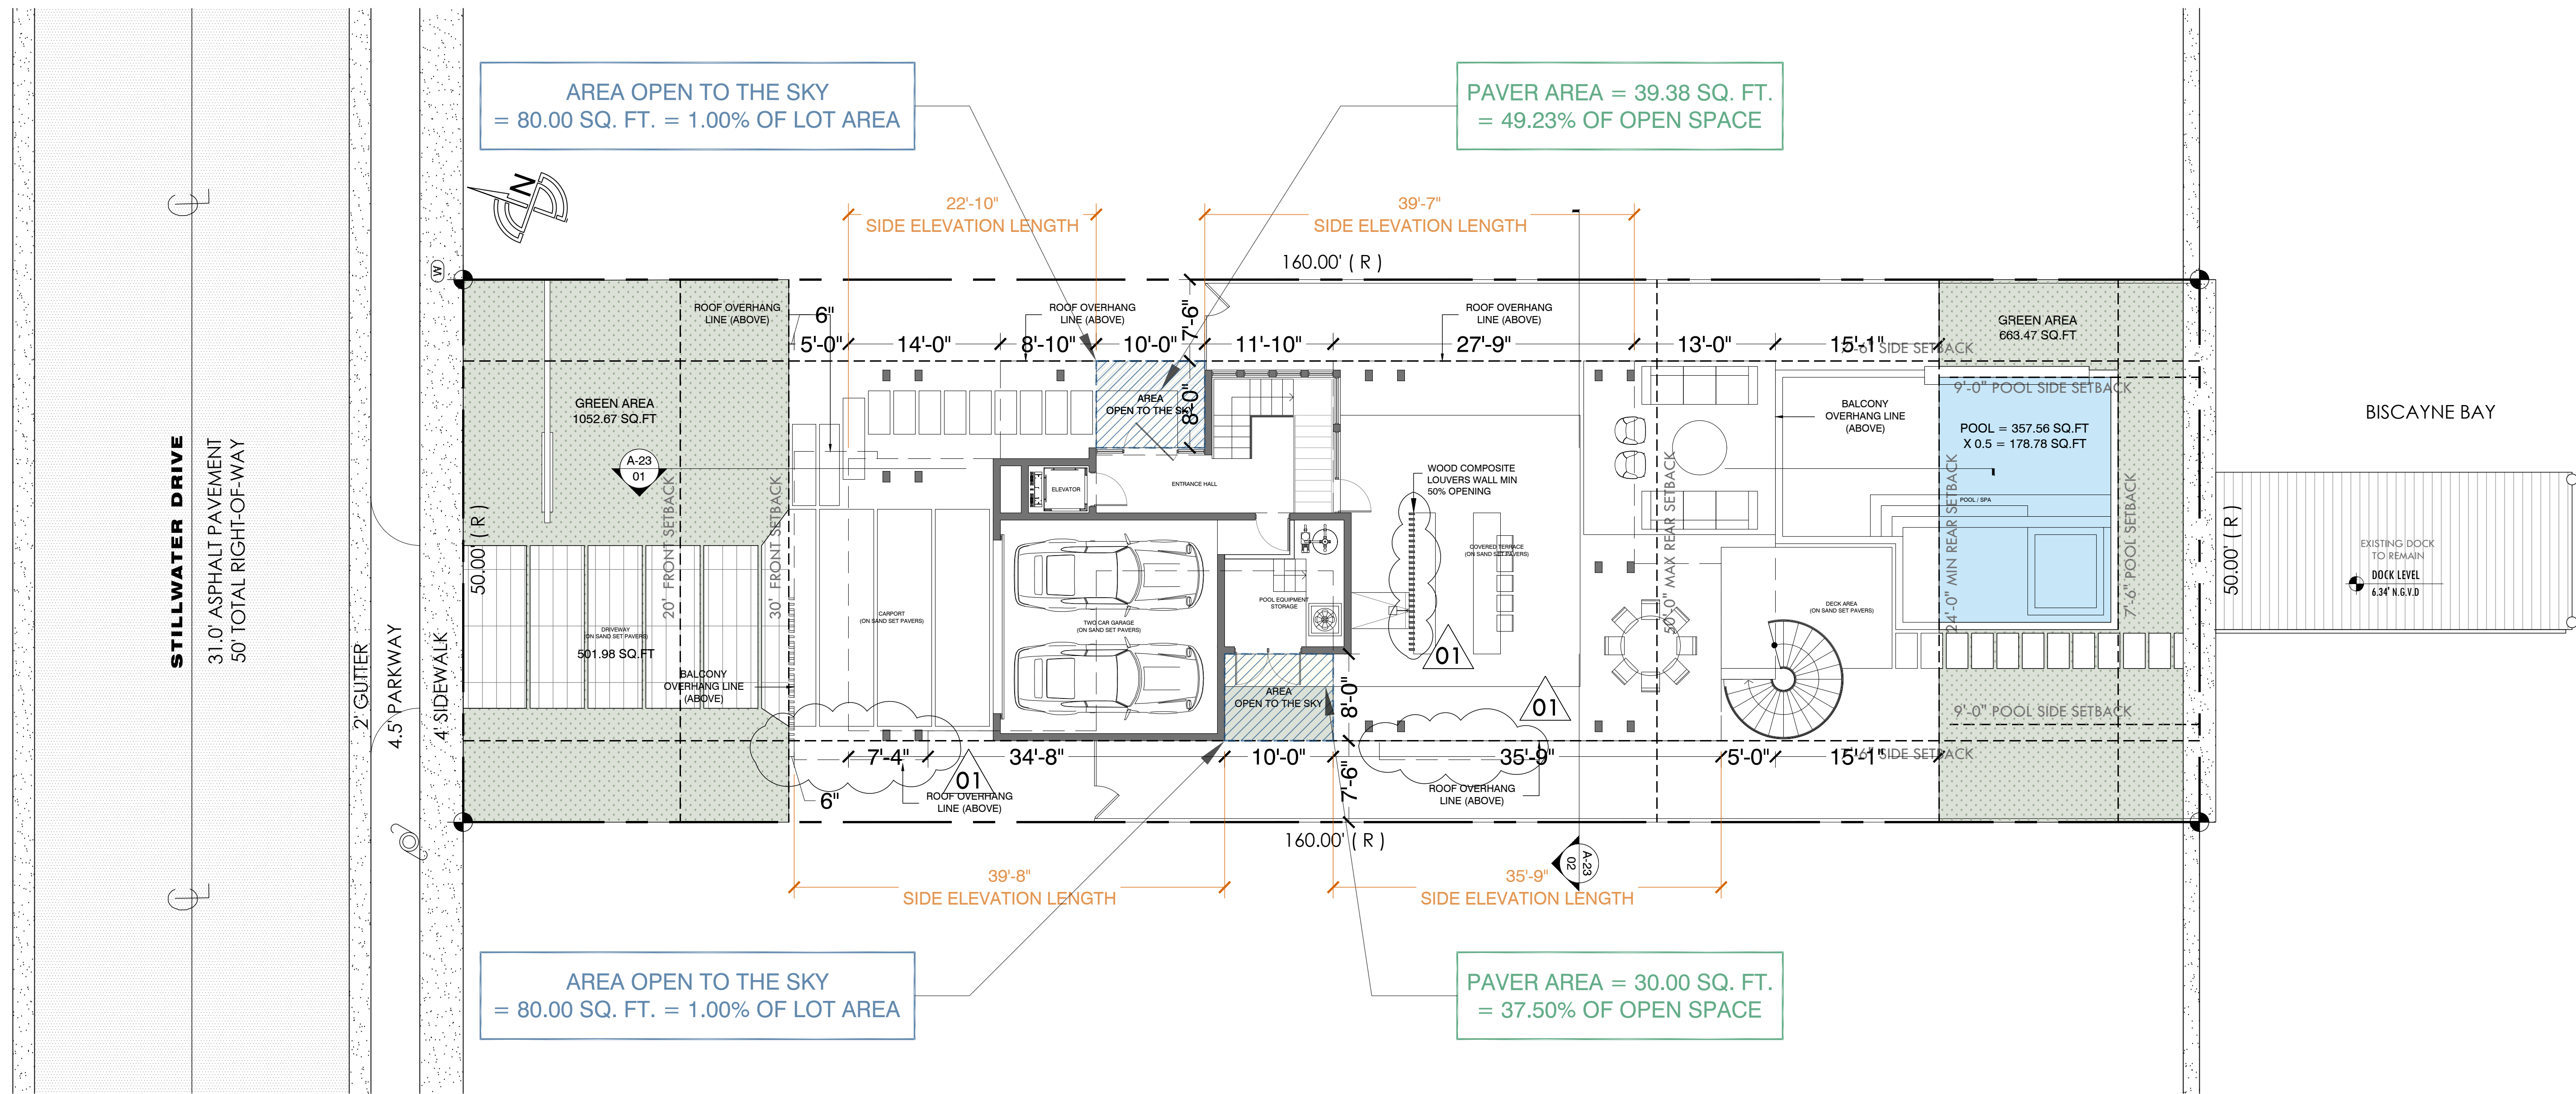 AREA OPEN TO THE SKY
= 80.00 SQ. FT. = 1.00% OF LOT AREA
PAVER AREA = 39.38 SQ. FT.
= 49.23% OF OPEN SPACE
N
22'-10"
SIDE ELEVATION LENGTH
39'-7"
SIDE ELEVATION LENGTH
W
160.00' ( R )
ROOF OVERHANG
LINE (ABOVE)
6"
ROOF OVERHANG
LINE (ABOVE)
7'-6"
ROOF OVERHANG
LINE (ABOVE)
5'-0"
14'-0"
8'-10"
10'-0"
11'-10"
27'-9"
13'-0"
15'-1"
SIDE SETBACK
GREEN AREA
663.47 SQ.FT
9'-0" POOL SIDE SETBACK
GREEN AREA
1052.67 SQ.FT
AREA
OPEN TO THE SKY
8'-0"
BALCONY
OVERHANG LINE
(ABOVE)
POOL = 357.56 SQ.FT
X 0.5 = 178.78 SQ.FT
BISCAYNE BAY
A-23
01
ELEVATOR
ENTRANCE HALL
WOOD COMPOSITE
LOUVERS WALL MIN
50% OPENING
POOL / SPA
STILLWATER DRIVE
31.0' ASPHALT PAVEMENT
50' TOTAL RIGHT-OF-WAY
2' GUTTER
4.5' PARKWAY
4' SIDEWALK
50.00' ( R )
20' FRONT SETBACK
30' FRONT SETBACK
50'-0" MAX REAR SETBACK
24'-0" MIN REAR SETBACK
7'-6" POOL SETBACK
50.00' ( R )
COVERED TERRACE
(ON SAND SET PAVERS)
EXISTING DOCK
TO REMAIN
DOCK LEVEL
6.34' N.G.V.D
DRIVEWAY
(ON SAND SET PAVERS)
501.98 SQ.FT
CARPORT
(ON SAND SET PAVERS)
TWO CAR GARAGE
(ON SAND SET PAVERS)
POOL EQUIPMENT
STORAGE
DECK AREA
(ON SAND SET PAVERS)
01
BALCONY
OVERHANG LINE
(ABOVE)
AREA
OPEN TO THE SKY
8'-0"
01
9'-0" POOL SIDE SETBACK
7'-4"
34'-8"
10'-0"
35'-9"
5'-0"
15'-1"
SIDE SETBACK
01
6"
ROOF OVERHANG
LINE (ABOVE)
7'-6"
ROOF OVERHANG
LINE (ABOVE)
160.00' ( R )
A-23
02
39'-8"
SIDE ELEVATION LENGTH
35'-9"
SIDE ELEVATION LENGTH
AREA OPEN TO THE SKY
= 80.00 SQ. FT. = 1.00% OF LOT AREA
PAVER AREA = 30.00 SQ. FT.
= 37.50% OF OPEN SPACE